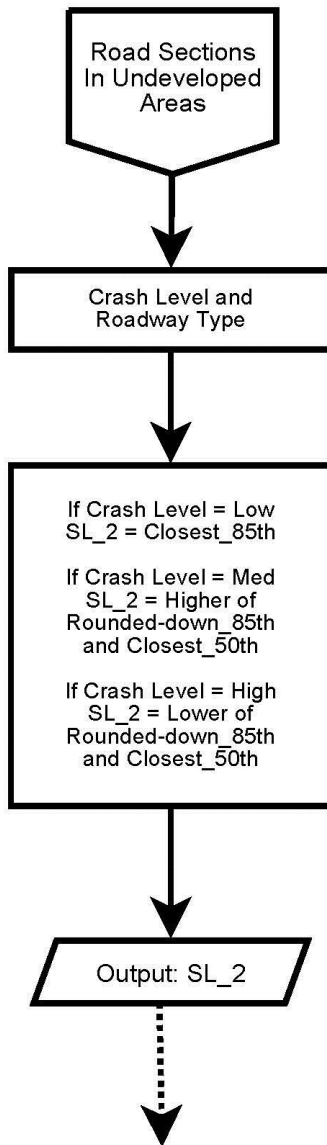 Road Sections
In Undeveloped
Areas
Crash Level and
Roadway Type
If Crash Level = Low
SL_2 = Closest_85th
If Crash Level = Med
SL_2 = Higher of
Rounded-down_85th
and Closest_50th
If Crash Level = High
SL_2 = Lower of
Rounded-down_85th
and Closest_50th
Output: SL_2